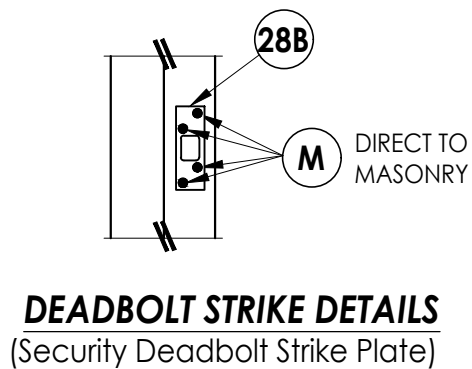 28B
M
DIRECT TO
MASONRY
DEADBOLT STRIKE DETAILS
(Security Deadbolt Strike Plate)